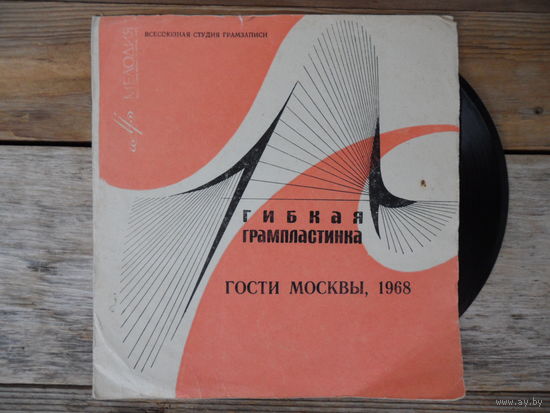 ВСЕСОЮЗНАЯ СТУДИЯ ГРАМЗАПИСИ
МЕЛОДИЯ
ГИБКАЯ
ГРАМПЛАСТИНКА
ГОСТИ МОСКВЫ, 1968
www.ay.by